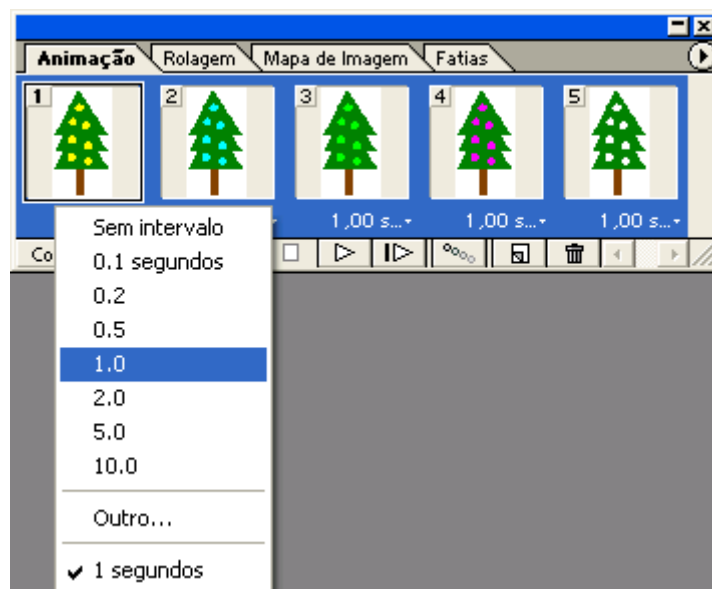 Animação Rolagem Mapa de Imagem Fatias
1 2 3 4 5
1,00 s... 1,00 s... 1,00 s...
Co
Sem intervalo
0.1 segundos
0.2
0.5
1.0
2.0
5.0
10.0
Outro...
1 segundos